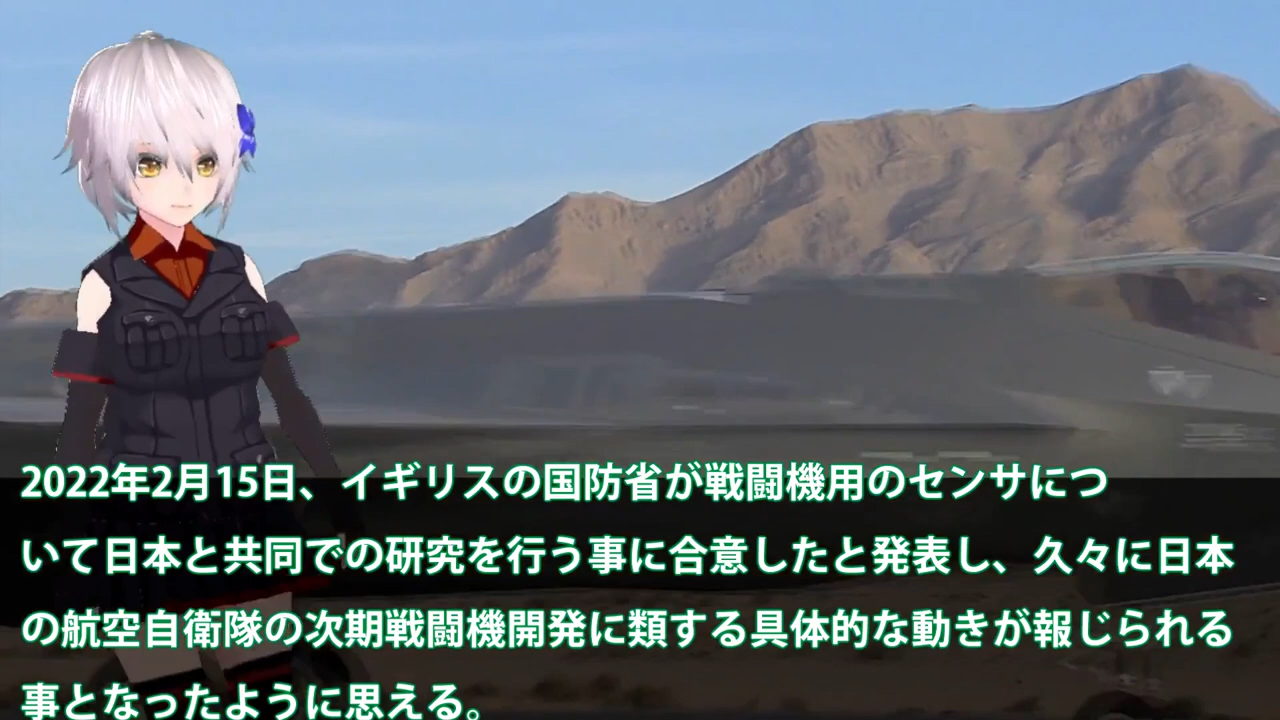 2022年2月15日、イギリスの国防省が戦闘機用のセンサにつ
いて日本と共同での研究を行う事に合意したと発表し、久々に日本
の航空自衛隊の次期戦闘機開発に類する具体的な動きが報じられる
事となったように思える。